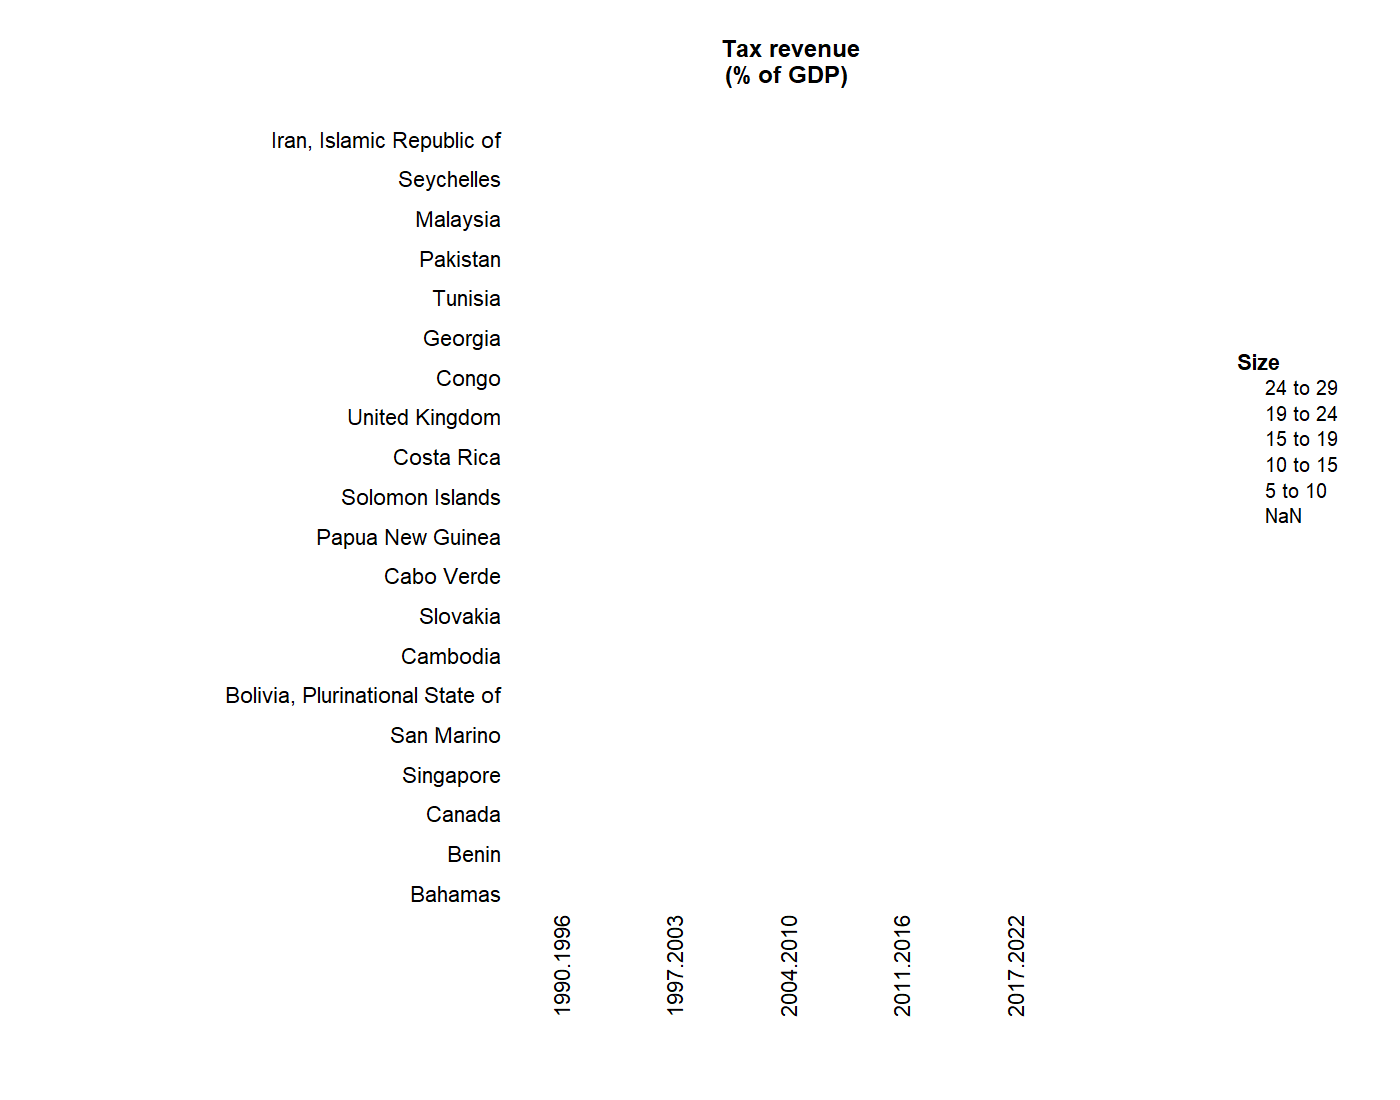 Tax revenue
(% of GDP)
Iran, Islamic Republic of
Seychelles
Malaysia
Pakistan
Tunisia
Georgia
Congo
United Kingdom
Costa Rica
Solomon Islands
Papua New Guinea
Cabo Verde
Slovakia
Cambodia
Bolivia, Plurinational State of
San Marino
Singapore
Canada
Benin
Bahamas
1990.1996
1997.2003
2004.2010
2011.2016
2017.2022
Size
24 to 29
19 to 24
15 to 19
10 to 15
5 to 10
NaN